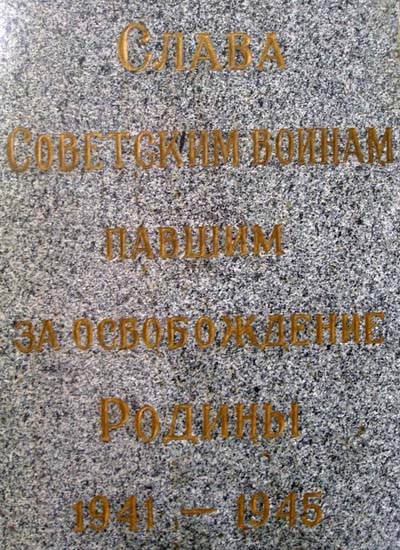 Слава
Советским воинам
павшим
за освобождение
Родины
1941 – 1945